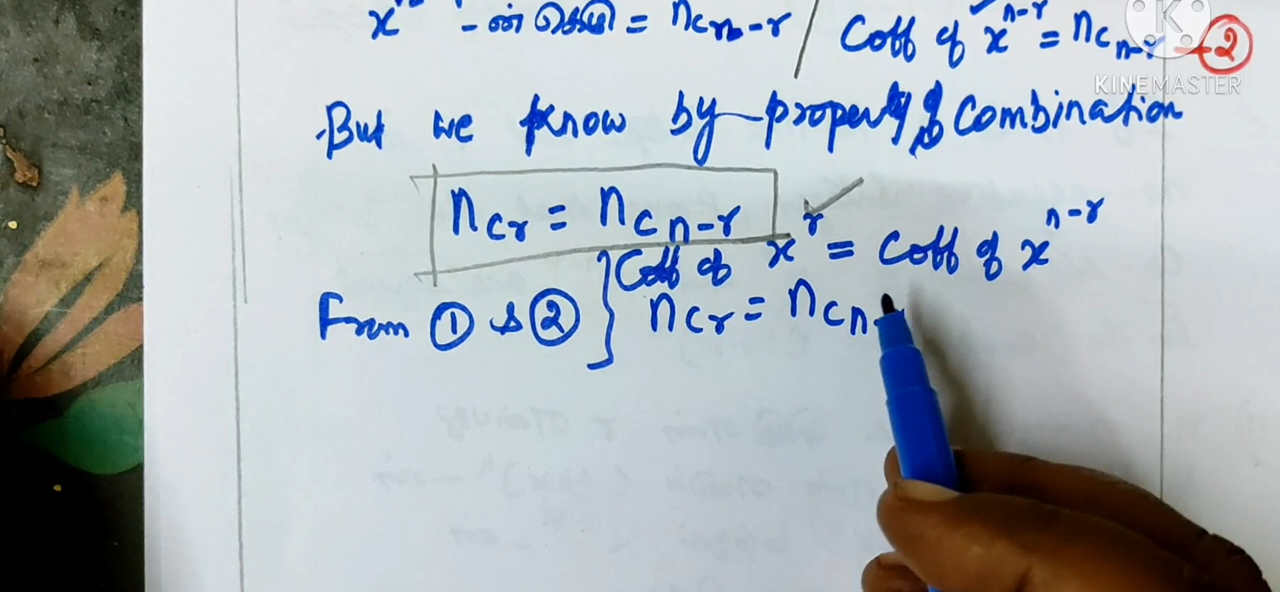 -ன் கெழு = nCn-r / Coff of x^n-r = nCn-r — 2
KINEMASTER
But we know by property of Combination
nCr = nCn-r
Coff of x^r = Coff of x^n-r
From ① & ② } nCr = nCn-